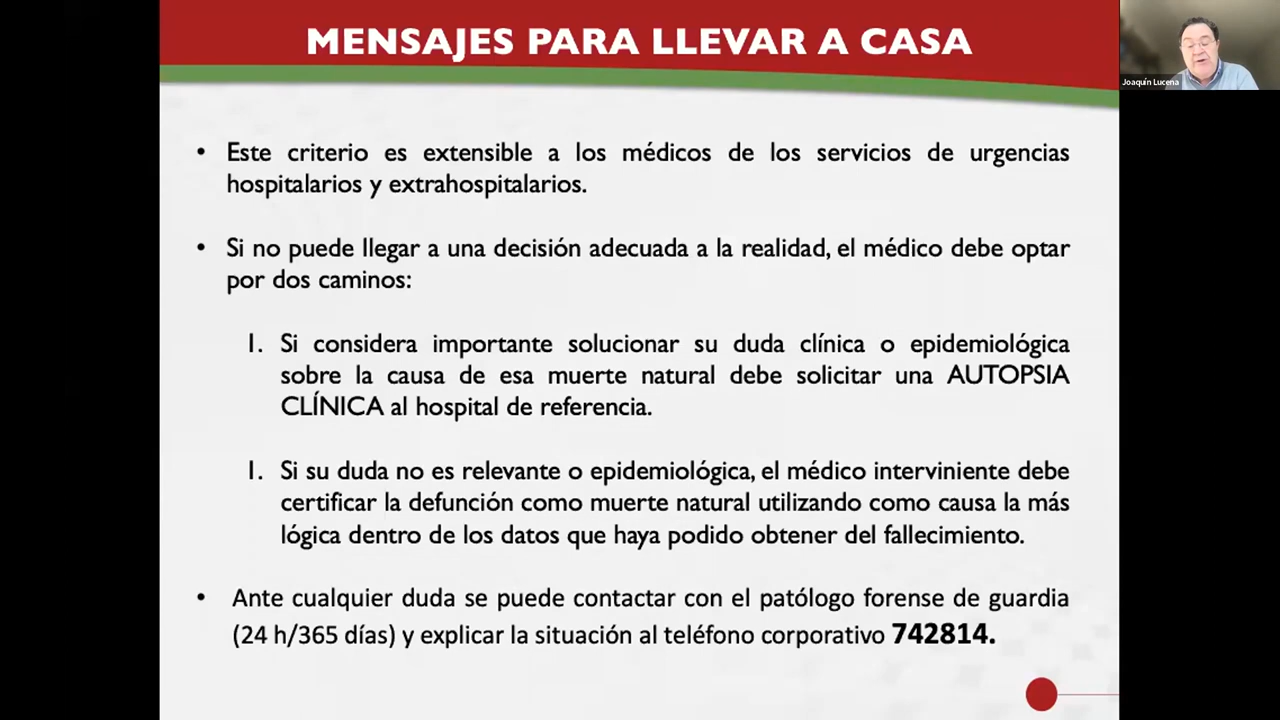 MENSAJES PARA LLEVAR A CASA
Joaquín Lucena
• Este criterio es extensible a los médicos de los servicios de urgencias
hospitalarios y extrahospitalarios.
• Si no puede llegar a una decisión adecuada a la realidad, el médico debe optar
por dos caminos:
1. Si considera importante solucionar su duda clínica o epidemiológica
sobre la causa de esa muerte natural debe solicitar una AUTOPSIA
CLÍNICA al hospital de referencia.
1. Si su duda no es relevante o epidemiológica, el médico interviniente debe
certificar la defunción como muerte natural utilizando como causa la más
lógica dentro de los datos que haya podido obtener del fallecimiento.
• Ante cualquier duda se puede contactar con el patólogo forense de guardia
(24 h/365 días) y explicar la situación al teléfono corporativo 742814.